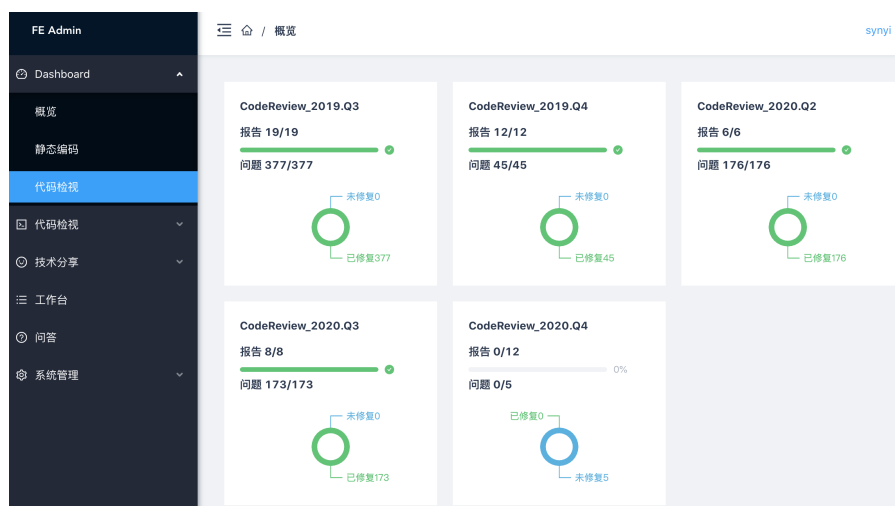 FE Admin
/ 概览
synyi
Dashboard
概览
静态编码
代码检视
代码检视
技术分享
工作台
问答
系统管理
CodeReview_2019.Q3
报告 19/19
问题 377/377
未修复0
已修复377
CodeReview_2019.Q4
报告 12/12
问题 45/45
未修复0
已修复45
CodeReview_2020.Q2
报告 6/6
问题 176/176
未修复0
已修复176
CodeReview_2020.Q3
报告 8/8
问题 173/173
未修复0
已修复173
CodeReview_2020.Q4
报告 0/12
0%
问题 0/5
已修复0
未修复5